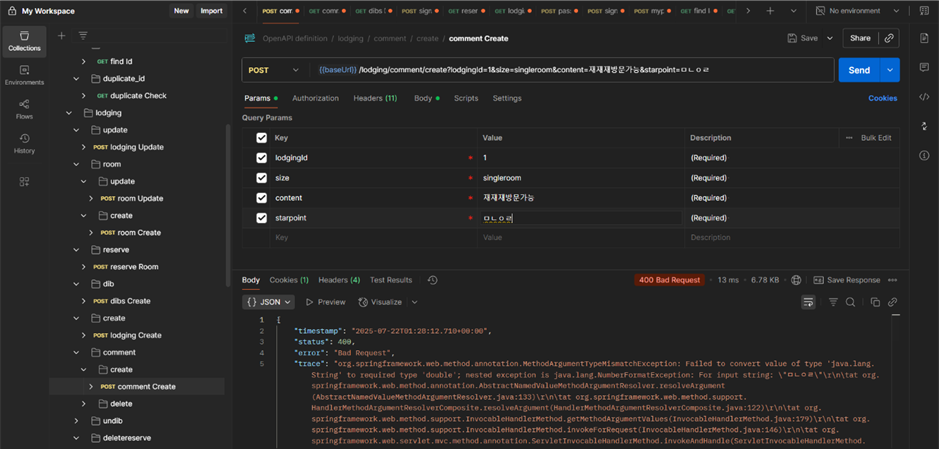 My Workspace
New
Import
POST com
GET comr
GET dibs [
POST sign
GET reser
GET lodgi
POST pas
POST sign
POST myp
GET find I
No environment
Collections
Environments
Flows
History
GET find Id
duplicate_id
GET duplicate Check
lodging
update
POST lodging Update
room
update
POST room Update
create
POST room Create
reserve
POST reserve Room
dib
POST dibs Create
create
POST lodging Create
comment
create
POST comment Create
delete
undib
deletereserve
OpenAPI definition / lodging / comment / create / comment Create
Save
Share
POST
{{baseUrl}} /lodging/comment/create?lodgingId=1&size=singleroom&content=재재재방문가능&starpoint=ㅁㄴㅇㄹ
Send
Params
Authorization
Headers (11)
Body
Scripts
Settings
Cookies
Query Params
Key Value Description
Bulk Edit
lodgingId * 1 (Required)
size * singleroom (Required)
content * 재재재방문가능 (Required)
starpoint * ㅁㄴㅇㄹ (Required)
Key Value Description
Body Cookies (1) Headers (4) Test Results
400 Bad Request • 13 ms • 6.78 KB
Save Response
{} JSON
Preview
Visualize
1 {
2 "timestamp": "2025-07-22T01:28:12.710+00:00",
3 "status": 400,
4 "error": "Bad Request",
5 "trace": "org.springframework.web.method.annotation.MethodArgumentTypeMismatchException: Failed to convert value of type 'java.lang.
String' to required type 'double'; nested exception is java.lang.NumberFormatException: For input string: \"ㅁㄴㅇㄹ\"\r\n\tat org.
springframework.web.method.annotation.AbstractNamedValueMethodArgumentResolver.resolveArgument
(AbstractNamedValueMethodArgumentResolver.java:133)\r\n\tat org.springframework.web.method.support.
HandlerMethodArgumentResolverComposite.resolveArgument(HandlerMethodArgumentResolverComposite.java:122)\r\n\tat org.
springframework.web.method.support.InvocableHandlerMethod.getMethodArgumentValues(InvocableHandlerMethod.java:179)\r\n\tat org.
springframework.web.method.support.InvocableHandlerMethod.invokeForRequest(InvocableHandlerMethod.java:146)\r\n\tat org.
springframework.web.servlet.mvc.method.annotation.ServletInvocableHandlerMethod.invokeAndHandle(ServletInvocableHandlerMethod.